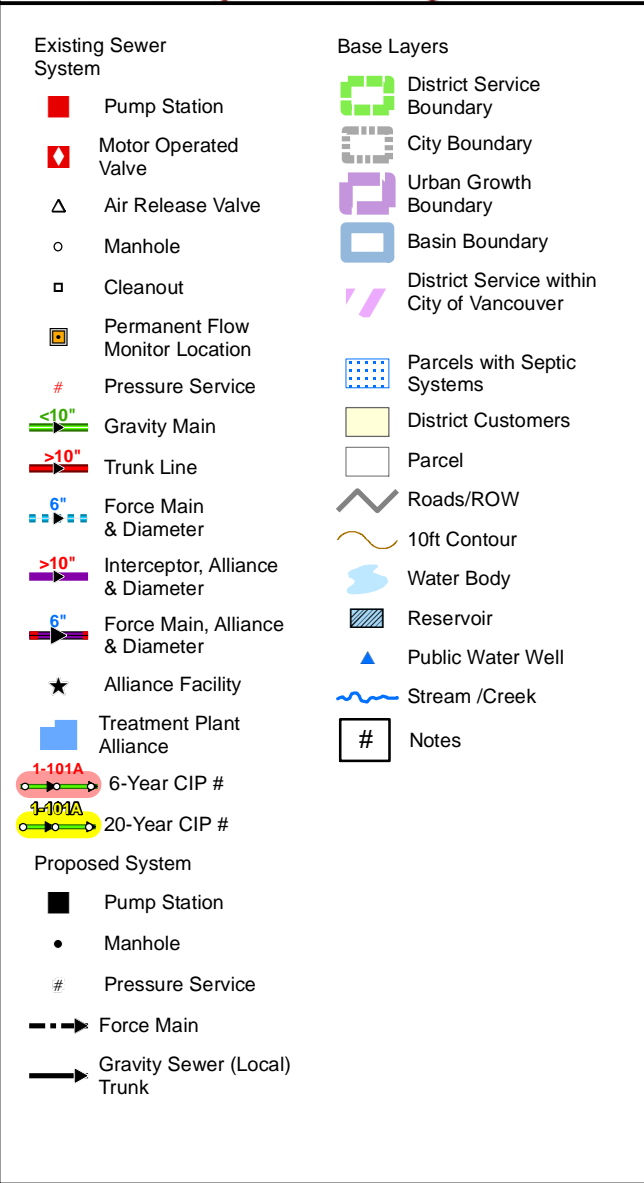 Existing Sewer
System
Pump Station
Motor Operated
Valve
Air Release Valve
Manhole
Cleanout
Permanent Flow
Monitor Location
# Pressure Service
<10" Gravity Main
>10" Trunk Line
6" Force Main
& Diameter
>10" Interceptor, Alliance
& Diameter
6" Force Main, Alliance
& Diameter
Alliance Facility
Treatment Plant
Alliance
1-101A 6-Year CIP #
1-101A 20-Year CIP #
Proposed System
Pump Station
Manhole
# Pressure Service
Force Main
Gravity Sewer (Local)
Trunk
Base Layers
District Service
Boundary
City Boundary
Urban Growth
Boundary
Basin Boundary
District Service within
City of Vancouver
Parcels with Septic
Systems
District Customers
Parcel
Roads/ROW
10ft Contour
Water Body
Reservoir
Public Water Well
Stream /Creek
# Notes